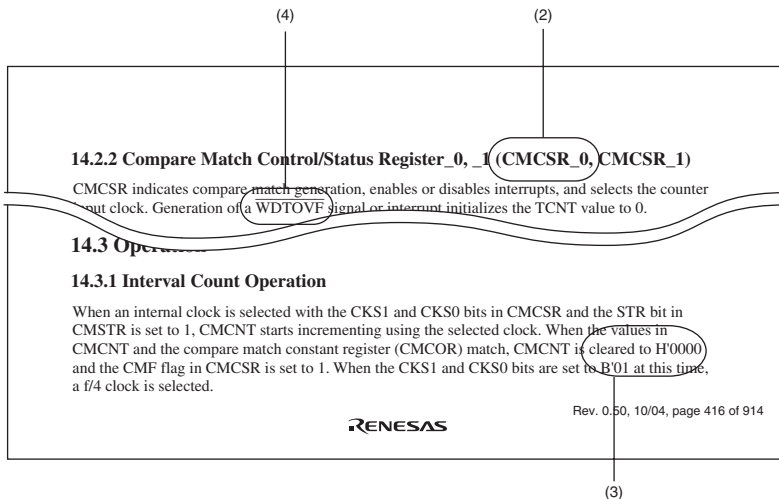 (4) (2)
14.2.2 Compare Match Control/Status Register_0, _1 (CMCSR_0, CMCSR_1)
CMCSR indicates compare match generation, enables or disables interrupts, and selects the counter
input clock. Generation of a WDTOVF signal or interrupt initializes the TCNT value to 0.
14.3 Operation
14.3.1 Interval Count Operation
When an internal clock is selected with the CKS1 and CKS0 bits in CMCSR and the STR bit in
CMSTR is set to 1, CMCNT starts incrementing using the selected clock. When the values in
CMCNT and the compare match constant register (CMCOR) match, CMCNT is cleared to H'0000
and the CMF flag in CMCSR is set to 1. When the CKS1 and CKS0 bits are set to B'01 at this time,
a f/4 clock is selected.
Rev. 0.50, 10/04, page 416 of 914
RENESAS
(3)